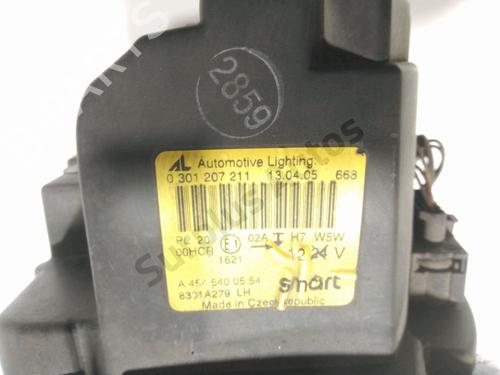 2859
AL Automotive Lighting.
0 301 207 211 13.04.05 668
PL 20 02A H7 W5W
00HCR E1 12 24 V
1621
A 454 540 05 54 smart
8301A279 LH
Made in Czech republic